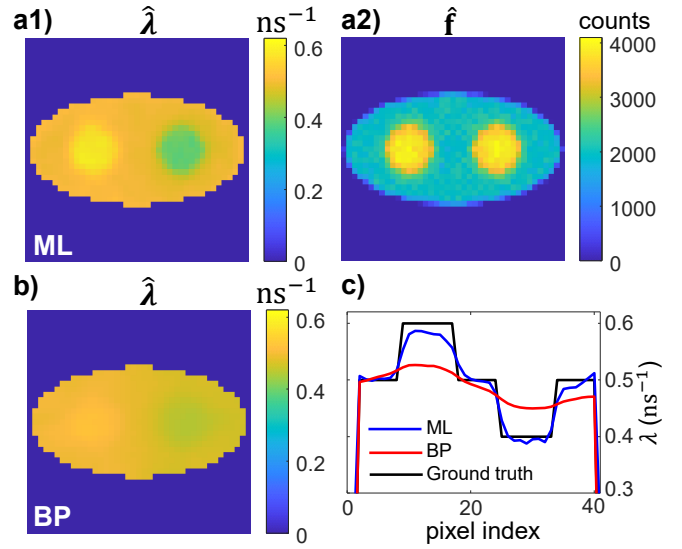 a1) λ̂ ns⁻¹
0.6
0.4
0.2
0
ML
a2) f̂ counts
4000
3000
2000
1000
0
b) λ̂ ns⁻¹
0.6
0.4
0.2
0
BP
c)
0.6
0.5
0.4
0.3
λ (ns⁻¹)
ML
BP
Ground truth
0 20 40
pixel index